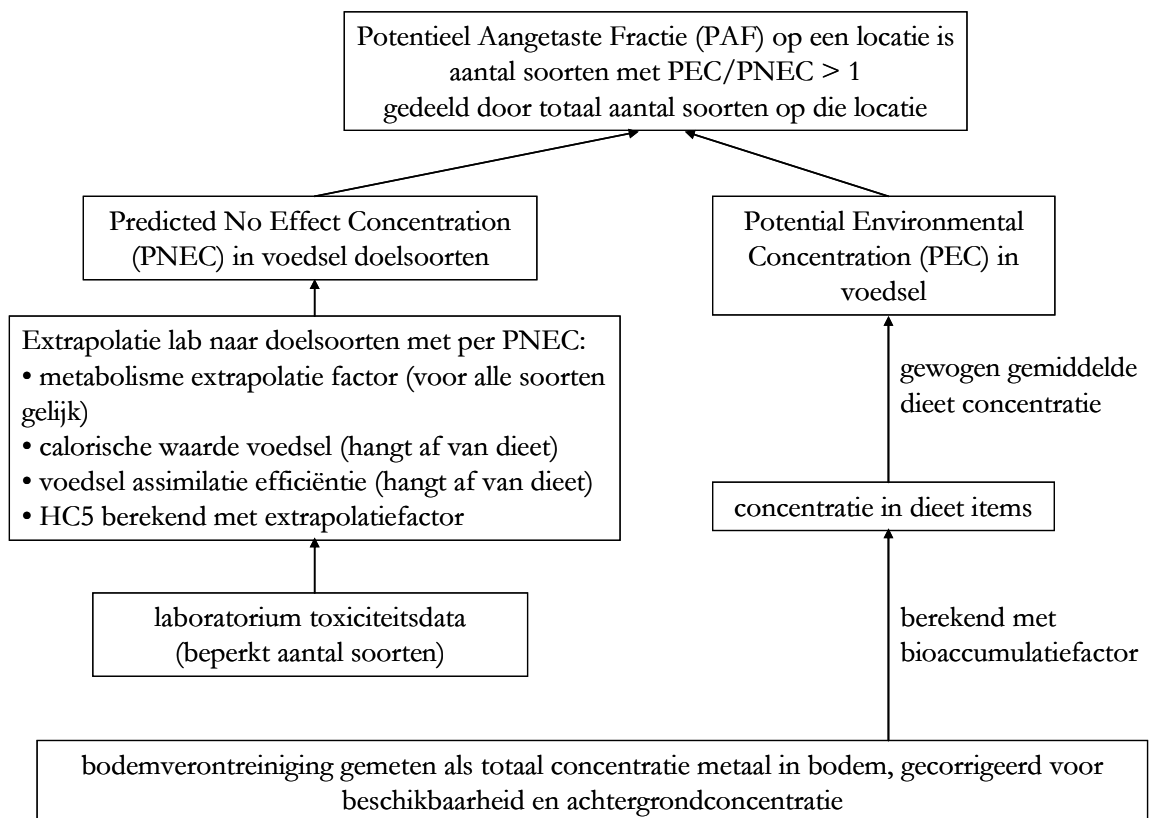 Potentieel Aangetaste Fractie (PAF) op een locatie is
aantal soorten met PEC/PNEC > 1
gedeeld door totaal aantal soorten op die locatie
Predicted No Effect Concentration
(PNEC) in voedsel doelsoorten
Potential Environmental
Concentration (PEC) in
voedsel
Extrapolatie lab naar doelsoorten met per PNEC:
• metabolisme extrapolatie factor (voor alle soorten
gelijk)
• calorische waarde voedsel (hangt af van dieet)
• voedsel assimilatie efficiëntie (hangt af van dieet)
• HC5 berekend met extrapolatiefactor
gewogen gemiddelde
dieet concentratie
concentratie in dieet items
laboratorium toxiciteitsdata
(beperkt aantal soorten)
berekend met
bioaccumulatiefactor
bodemverontreiniging gemeten als totaal concentratie metaal in bodem, gecorrigeerd voor
beschikbaarheid en achtergrondconcentratie